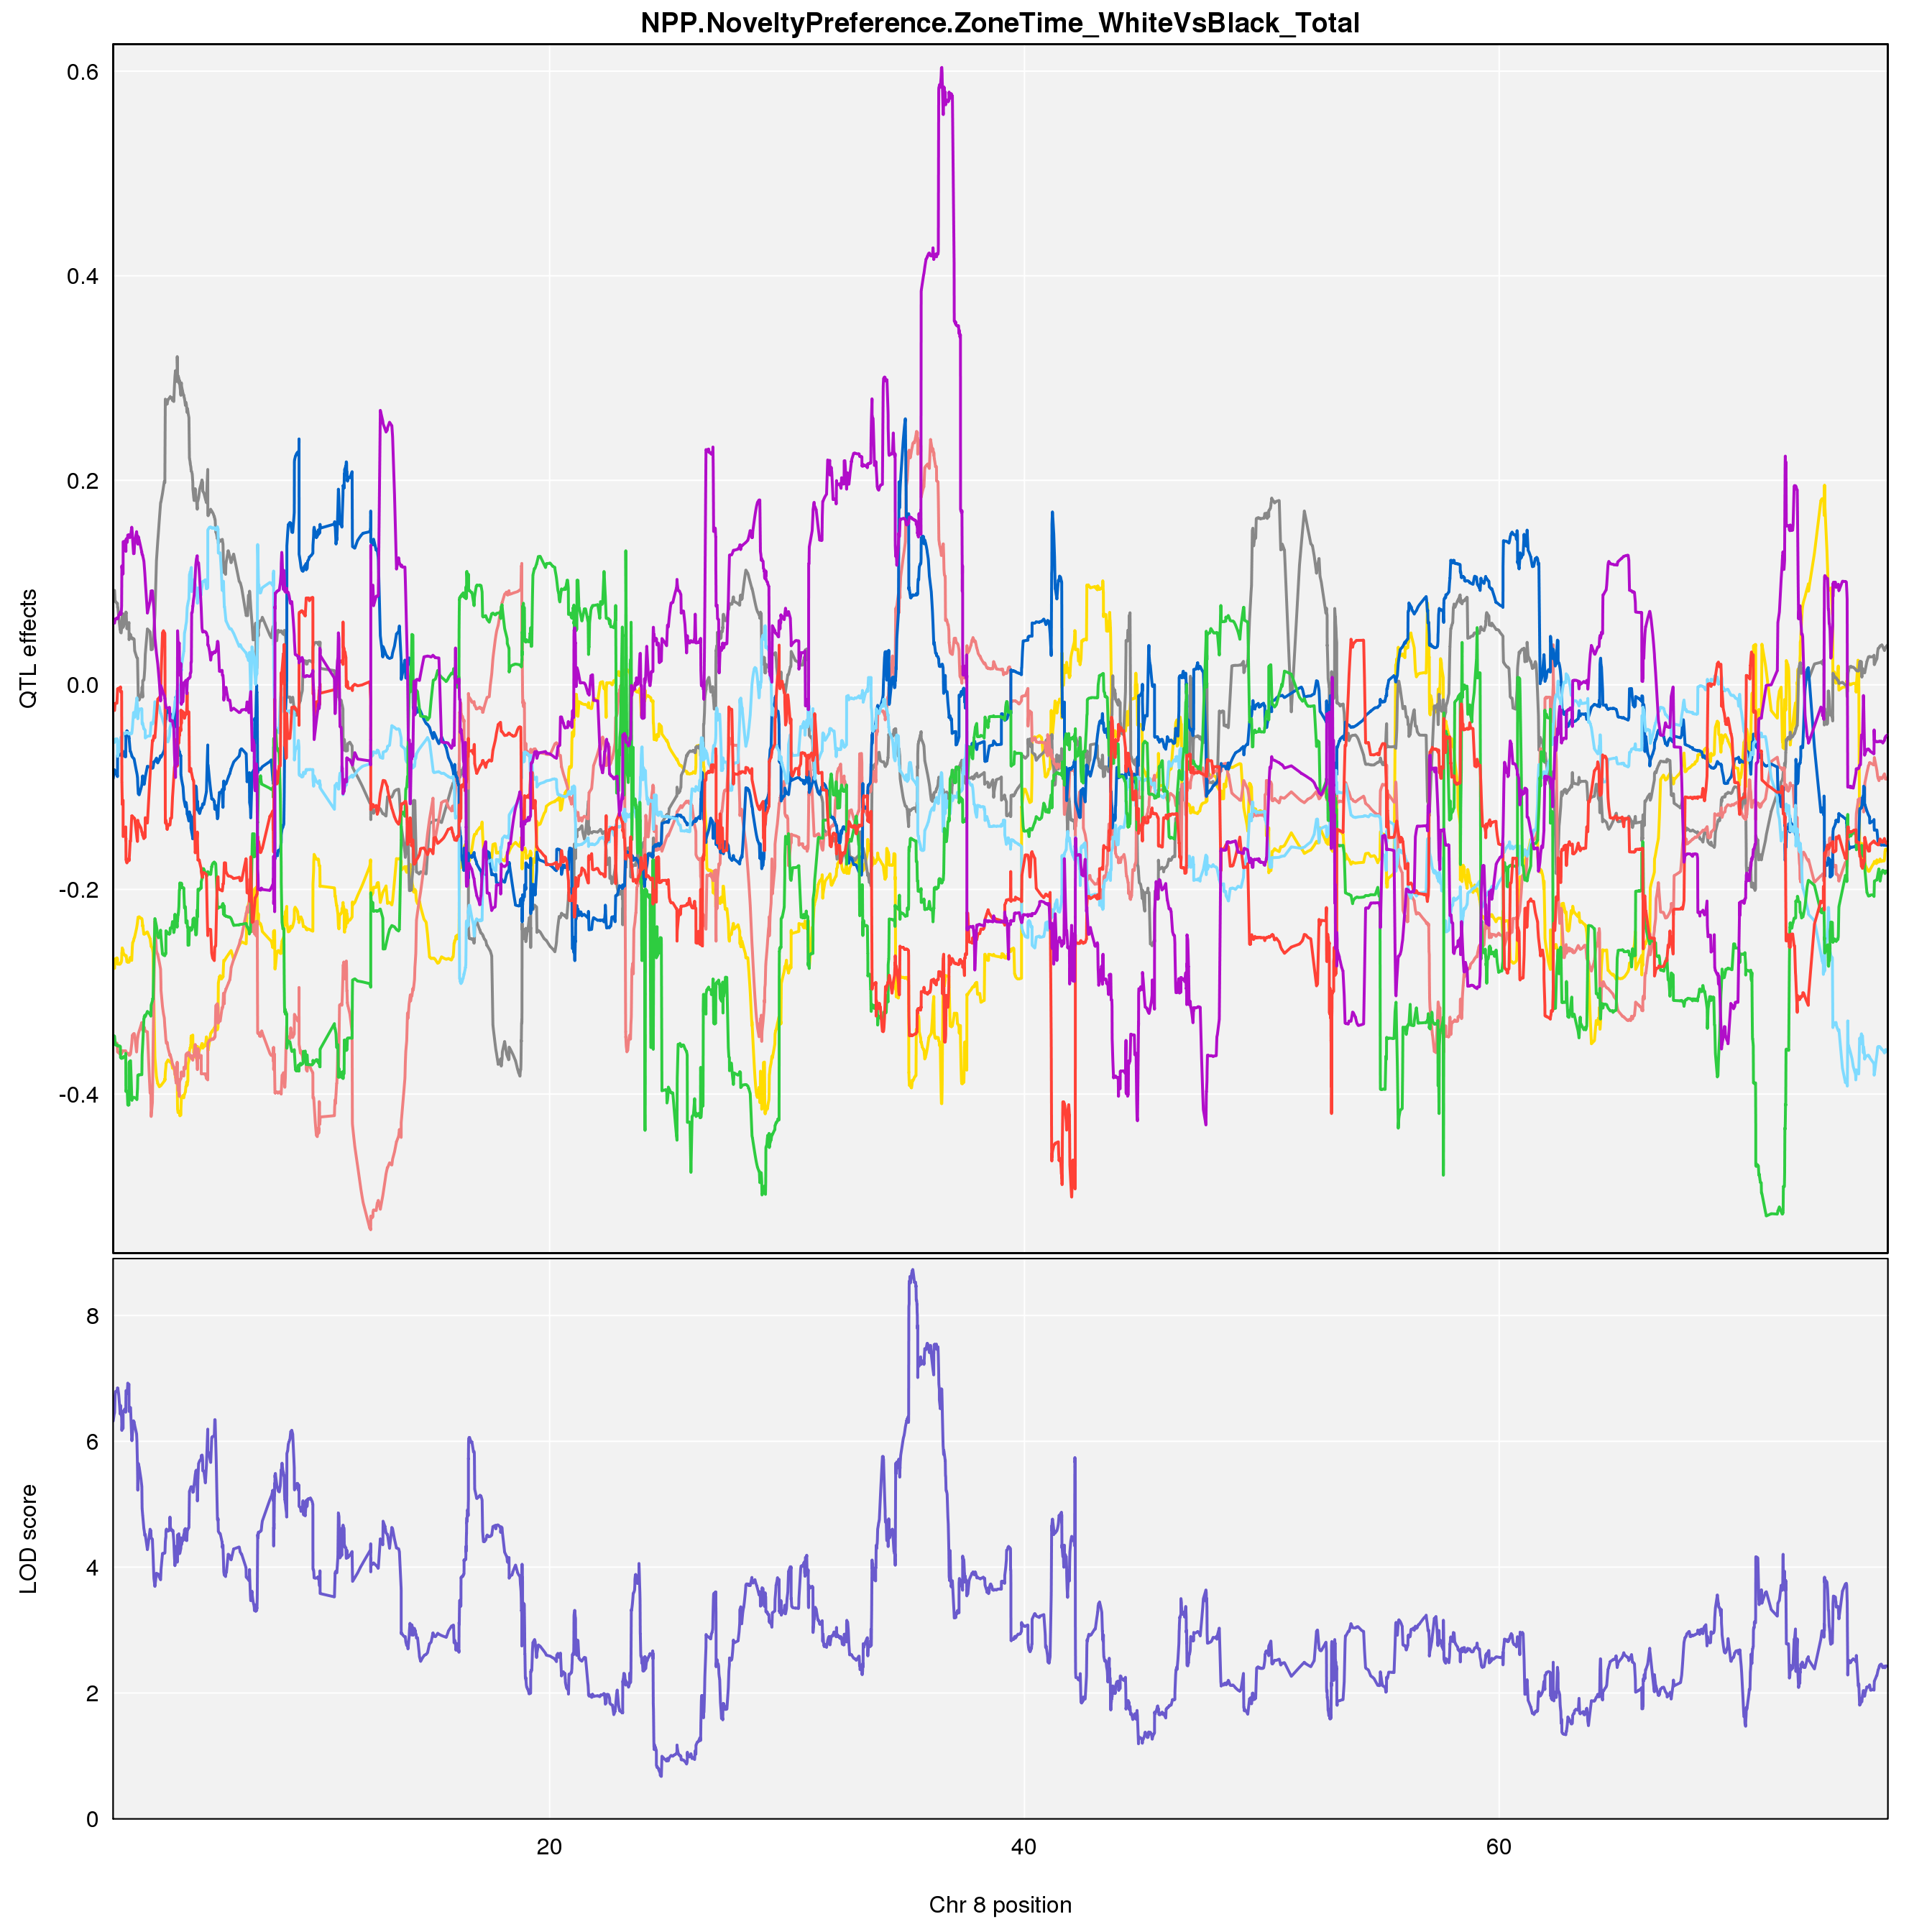 NPP.NoveltyPreference.ZoneTime_WhiteVsBlack_Total
0.6
0.4
0.2
0.0
-0.2
-0.4
QTL effects
8
6
4
2
0
LOD score
20 40 60
Chr 8 position